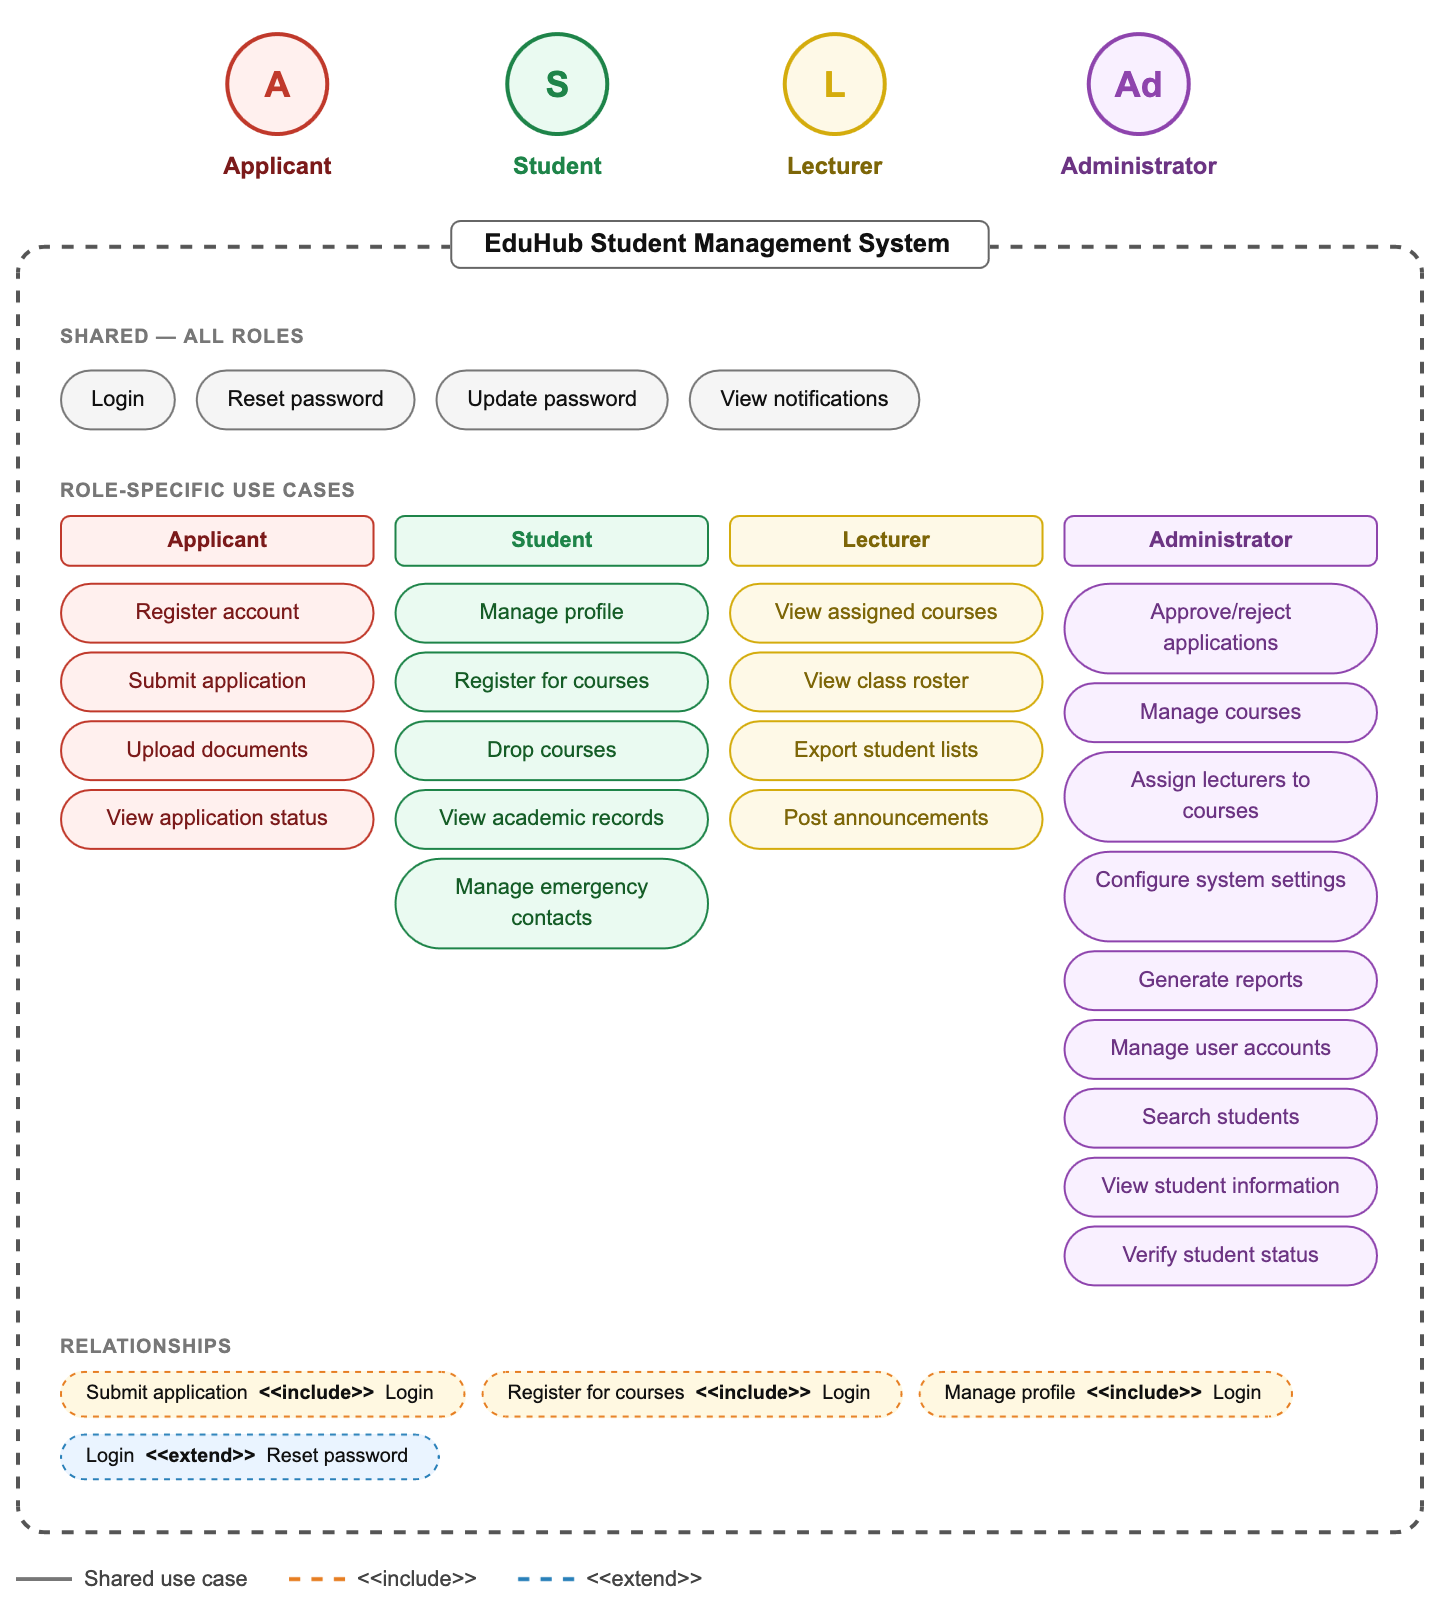 A
S
L
Ad
Applicant
Student
Lecturer
Administrator
EduHub Student Management System
SHARED — ALL ROLES
Login
Reset password
Update password
View notifications
ROLE-SPECIFIC USE CASES
Applicant
Register account
Submit application
Upload documents
View application status
Student
Manage profile
Register for courses
Drop courses
View academic records
Manage emergency
contacts
Lecturer
View assigned courses
View class roster
Export student lists
Post announcements
Administrator
Approve/reject
applications
Manage courses
Assign lecturers to
courses
Configure system settings
Generate reports
Manage user accounts
Search students
View student information
Verify student status
RELATIONSHIPS
Submit application <<include>> Login
Register for courses <<include>> Login
Manage profile <<include>> Login
Login <<extend>> Reset password
Shared use case
<<include>>
<<extend>>